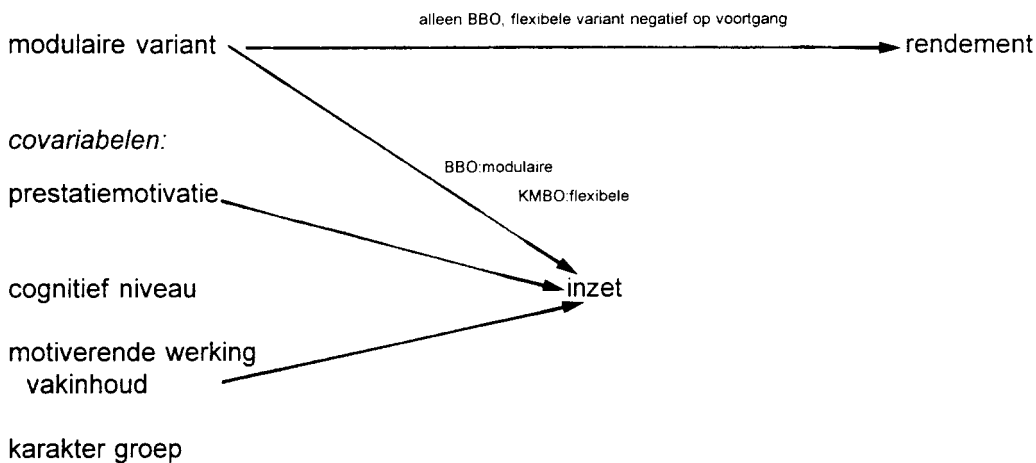 alleen BBO, flexibele variant negatief op voortgang
modulaire variant
rendement
covariabelen:
BBO:modulaire
prestatiemotivatie
KMBO:flexibele
cognitief niveau
inzet
motiverende werking
vakinhoud
karakter groep